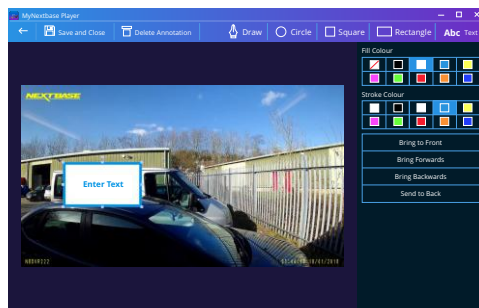 MyNextbase Player
Save and Close
Delete Annotation
Draw
Circle
Square
Rectangle
Abc Text
Fill Colour
Stroke Colour
Bring to Front
Bring Forwards
Bring Backwards
Send to Back
NEXTBASE
Enter Text